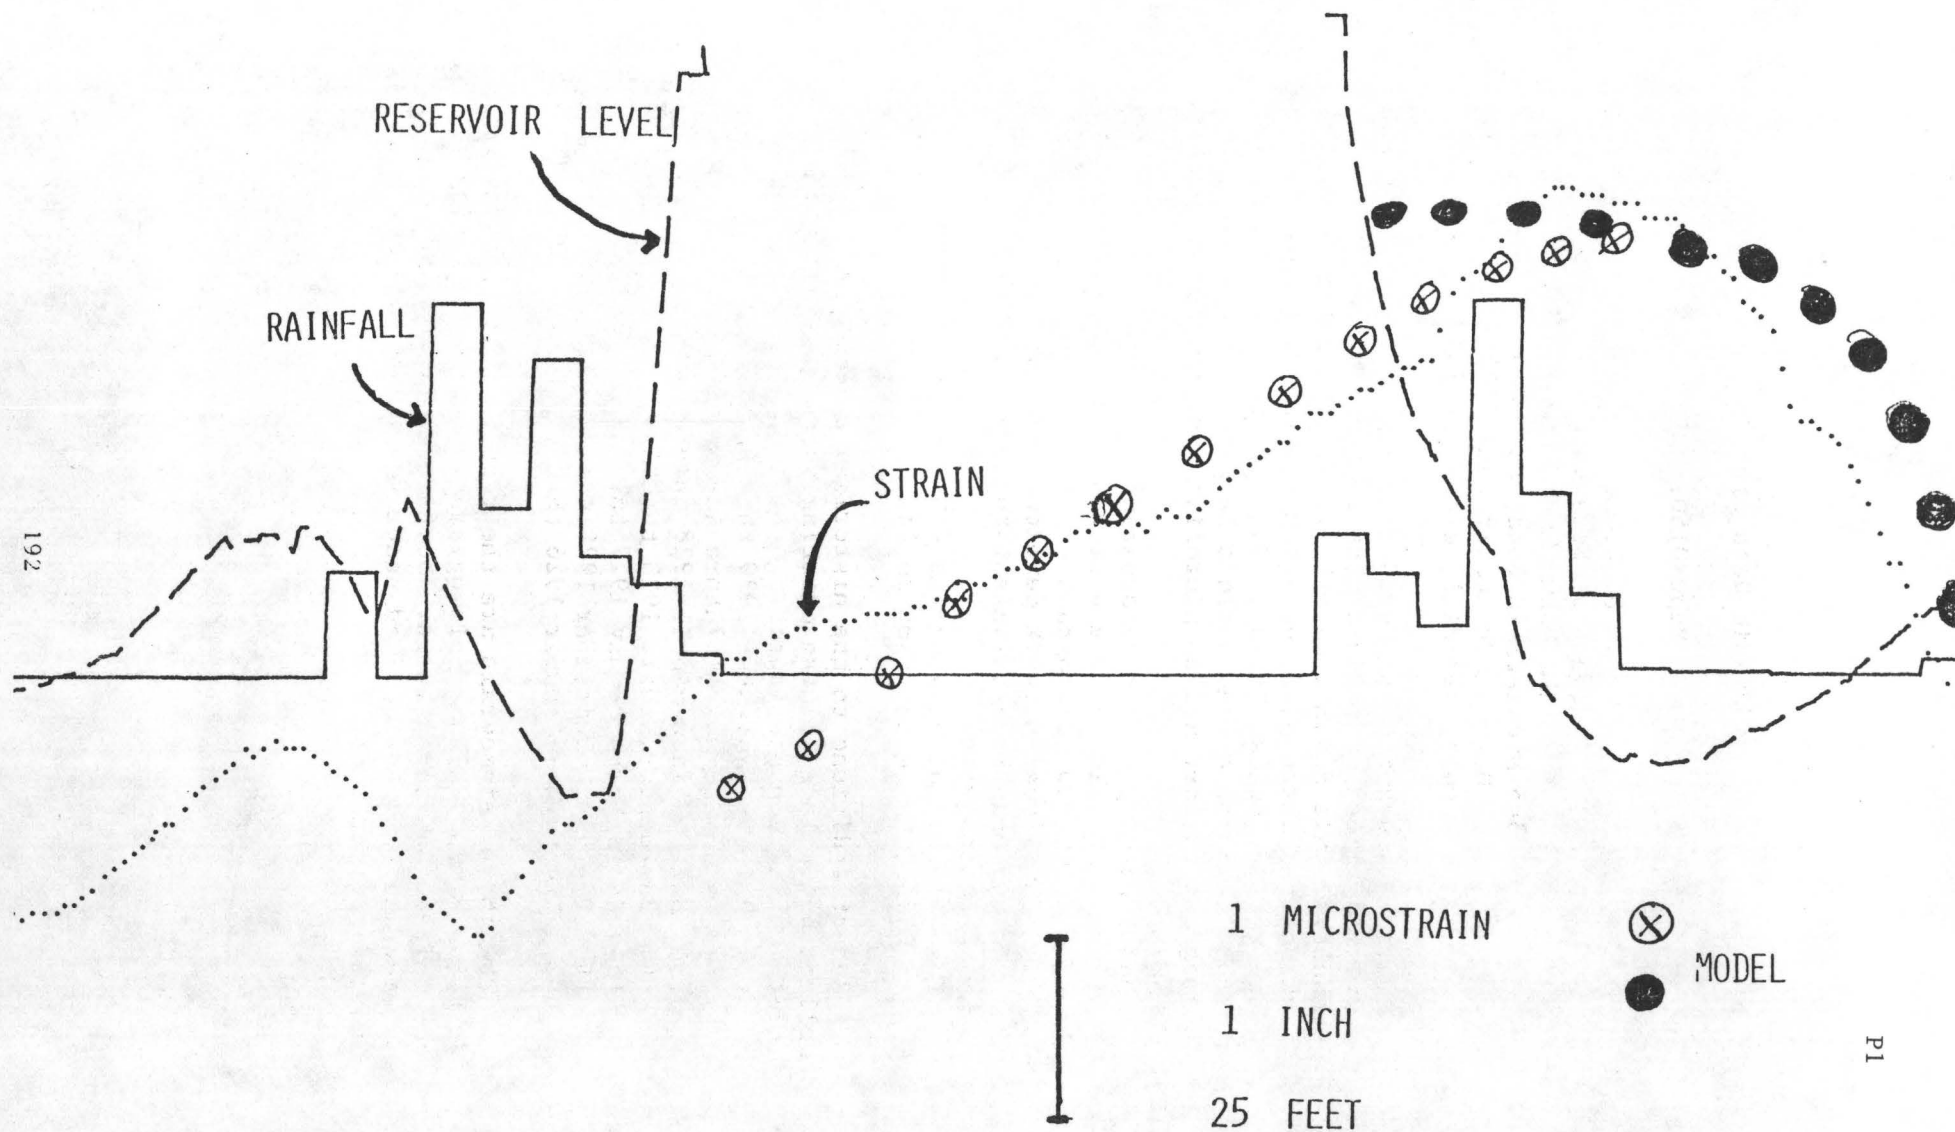 RESERVOIR LEVEL
RAINFALL
STRAIN
192
1 MICROSTRAIN
MODEL
1 INCH
25 FEET
P1